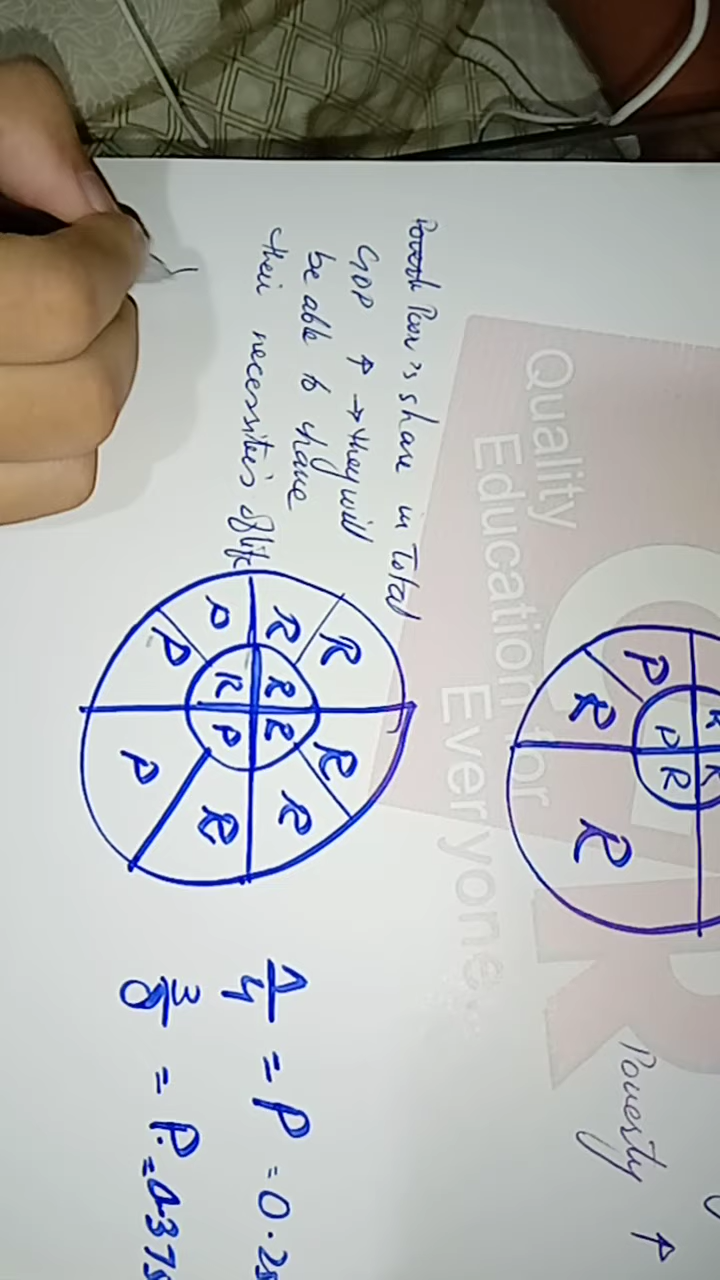 Poor's share in Total
GDP ↑ → they will
be able to have
their necessities of life
R R R R P R P P
R R R P
1/4 = P = 0.25
3/8 = P = 0.375
P R R
P R R R
Poverty ↑
Quality
Education for
Everyone...